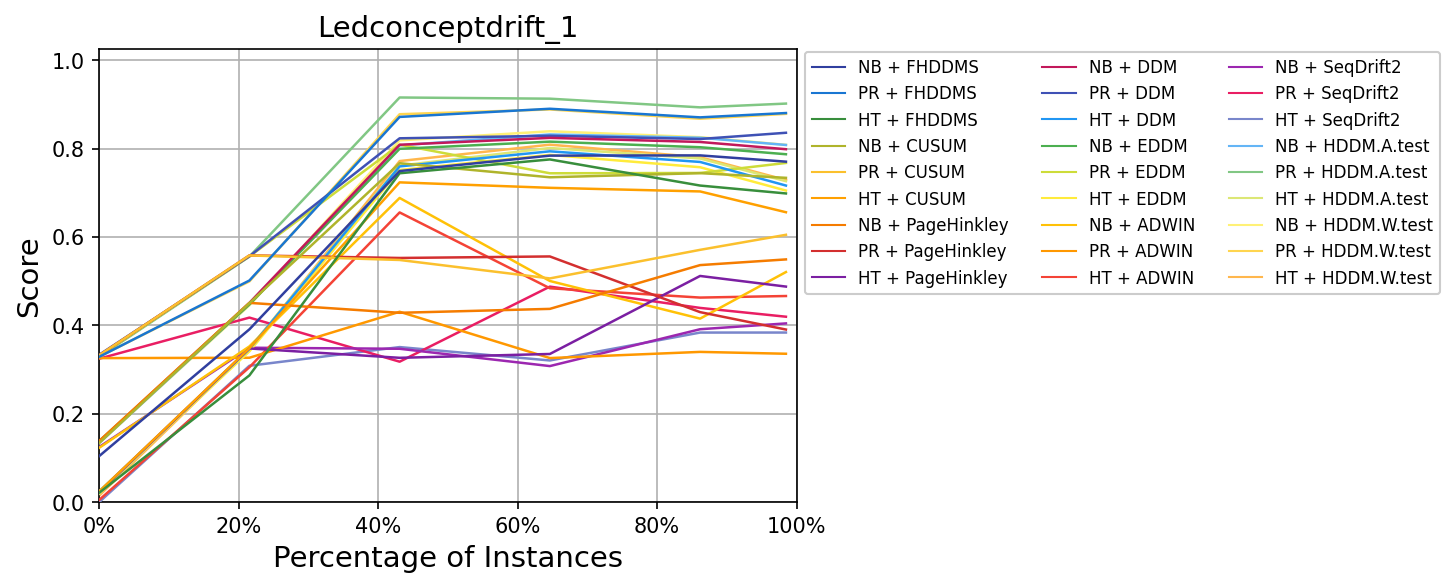 Ledconceptdrift_1
1.0
0.8
0.6
0.4
0.2
0.0
Score
0% 20% 40% 60% 80% 100%
Percentage of Instances
NB + FHDDMS
PR + FHDDMS
HT + FHDDMS
NB + CUSUM
PR + CUSUM
HT + CUSUM
NB + PageHinkley
PR + PageHinkley
HT + PageHinkley
NB + DDM
PR + DDM
HT + DDM
NB + EDDM
PR + EDDM
HT + EDDM
NB + ADWIN
PR + ADWIN
HT + ADWIN
NB + SeqDrift2
PR + SeqDrift2
HT + SeqDrift2
NB + HDDM.A.test
PR + HDDM.A.test
HT + HDDM.A.test
NB + HDDM.W.test
PR + HDDM.W.test
HT + HDDM.W.test